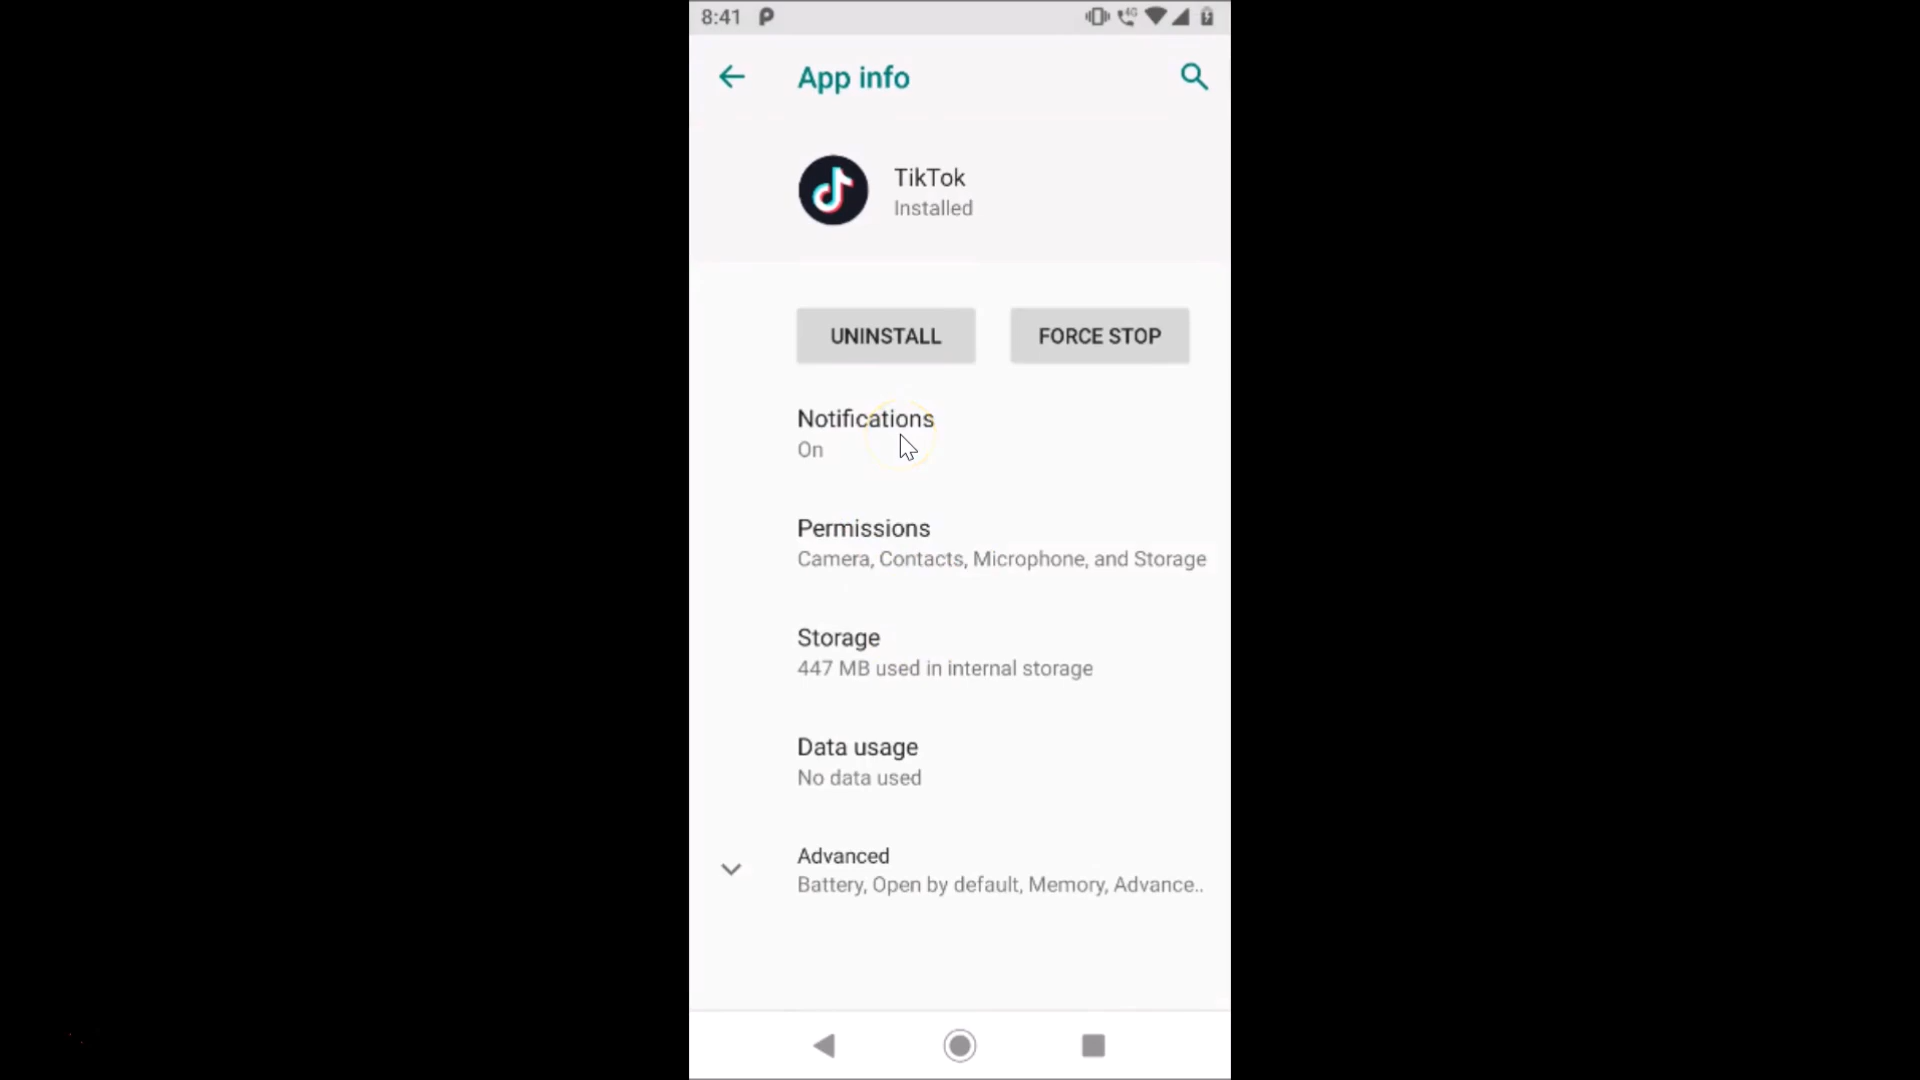 8:41
App info
TikTok
Installed
UNINSTALL
FORCE STOP
Notifications
On
Permissions
Camera, Contacts, Microphone, and Storage
Storage
447 MB used in internal storage
Data usage
No data used
Advanced
Battery, Open by default, Memory, Advance..